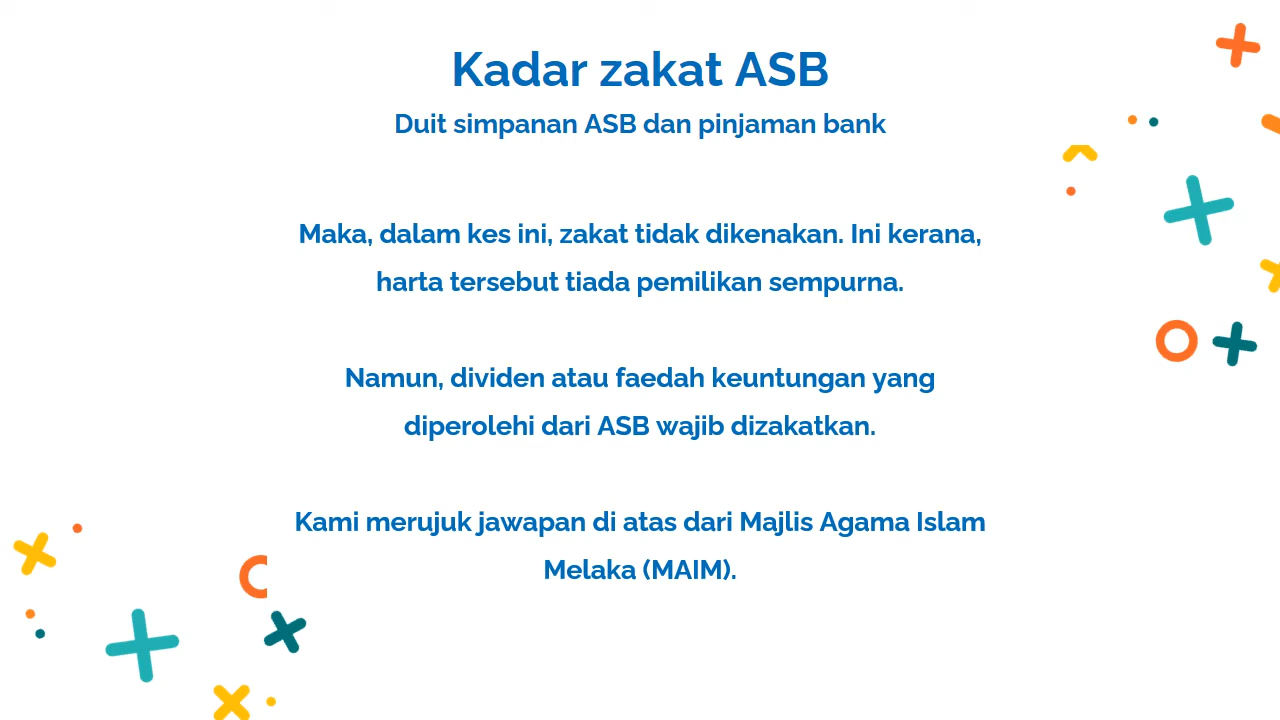 Kadar zakat ASB
Duit simpanan ASB dan pinjaman bank
Maka, dalam kes ini, zakat tidak dikenakan. Ini kerana,
harta tersebut tiada pemilikan sempurna.
Namun, dividen atau faedah keuntungan yang
diperolehi dari ASB wajib dizakatkan.
Kami merujuk jawapan di atas dari Majlis Agama Islam
Melaka (MAIM).